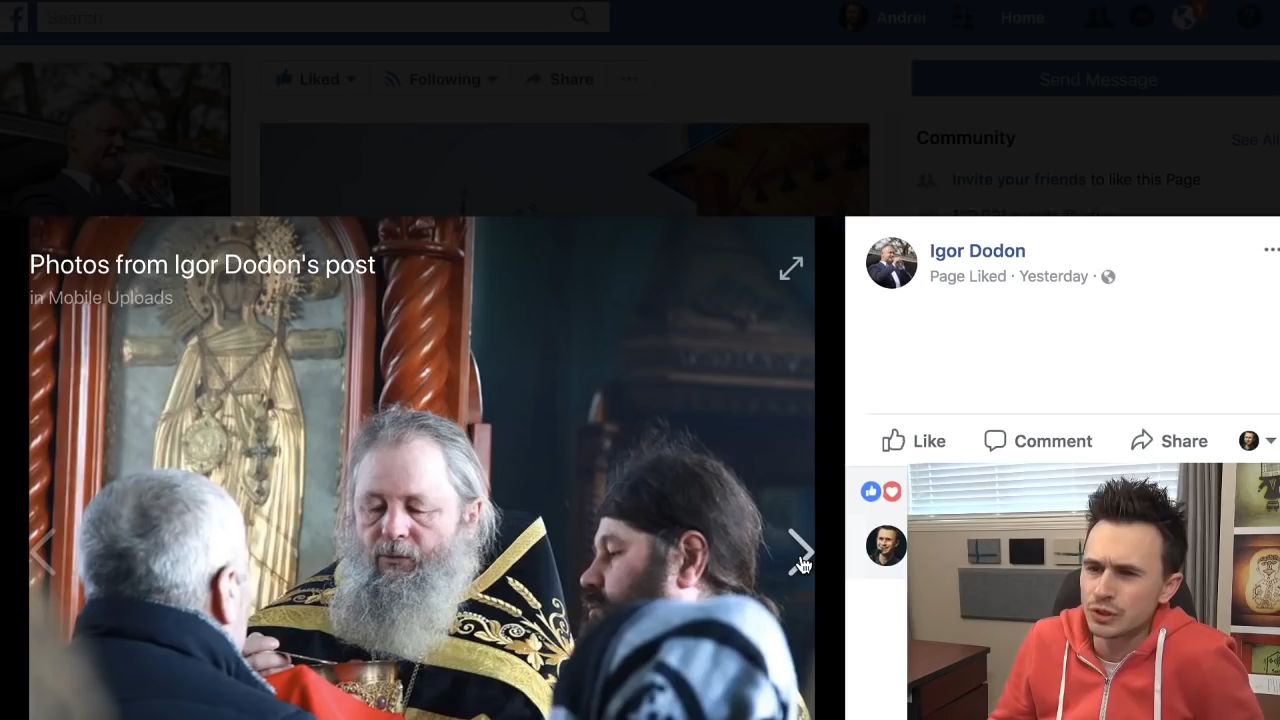 Search
Andrei
Home
Liked
Following
Share
Send Message
Community
See All
Invite your friends to like this Page
Photos from Igor Dodon's post
in Mobile Uploads
Igor Dodon
Page Liked · Yesterday ·
Like
Comment
Share